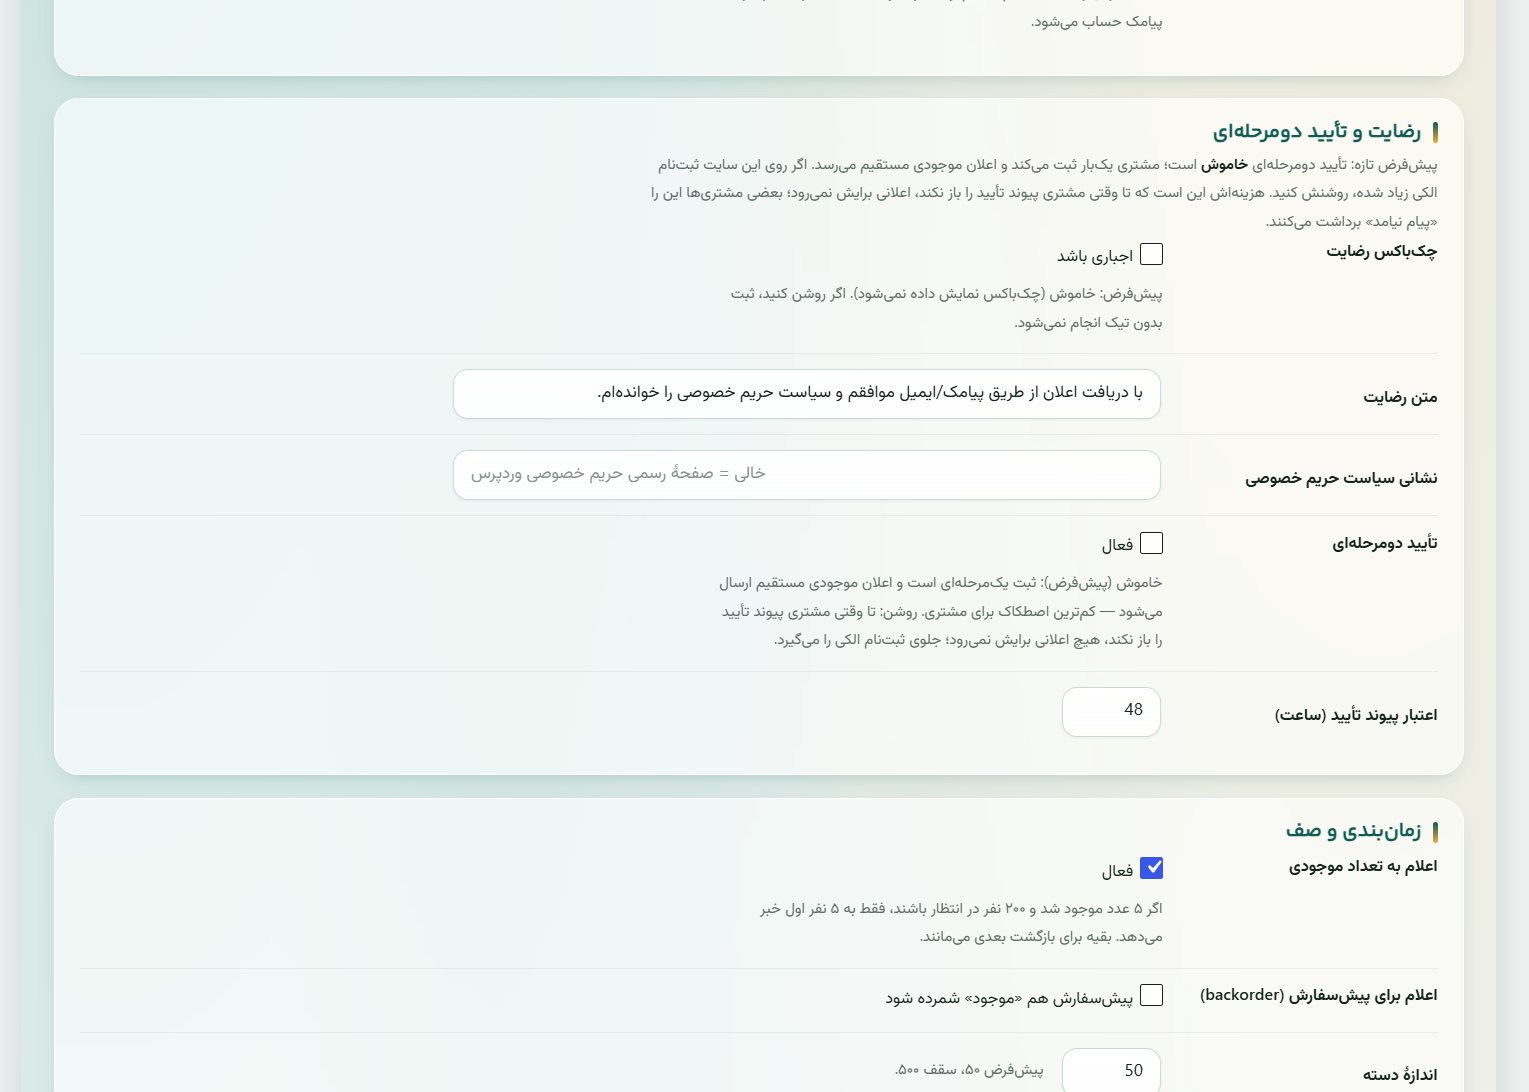 پیامک حساب می‌شود.
رضایت و تأیید دومرحله‌ای
پیش‌فرض تازه: تأیید دومرحله‌ای خاموش است؛ مشتری یک‌بار ثبت می‌کند و اعلان موجودی مستقیم می‌رسد. اگر روی این سایت ثبت‌نام
الکی زیاد شده، روشنش کنید. هزینه‌اش این است که تا وقتی مشتری پیوند تأیید را باز نکند، اعلانی برایش نمی‌رود؛ بعضی مشتری‌ها این را
«پیام نیامد» برداشت می‌کنند.
چک‌باکس رضایت
اجباری باشد
پیش‌فرض: خاموش (چک‌باکس نمایش داده نمی‌شود). اگر روشن کنید، ثبت
بدون تیک انجام نمی‌شود.
متن رضایت
با دریافت اعلان از طریق پیامک/ایمیل موافقم و سیاست حریم خصوصی را خوانده‌ام.
نشانی سیاست حریم خصوصی
خالی = صفحهٔ رسمی حریم خصوصی وردپرس
تأیید دومرحله‌ای
فعال
خاموش (پیش‌فرض): ثبت یک‌مرحله‌ای است و اعلان موجودی مستقیم ارسال
می‌شود — کم‌ترین اصطکاک برای مشتری. روشن: تا وقتی مشتری پیوند تأیید
را باز نکند، هیچ اعلانی برایش نمی‌رود؛ جلوی ثبت‌نام الکی را می‌گیرد.
اعتبار پیوند تأیید (ساعت)
48
زمان‌بندی و صف
اعلام به تعداد موجودی
فعال
اگر ۵ عدد موجود شد و ۲۰۰ نفر در انتظار باشند، فقط به ۵ نفر اول خبر
می‌دهد. بقیه برای بازگشت بعدی می‌مانند.
اعلام برای پیش‌سفارش (backorder)
پیش‌سفارش هم «موجود» شمرده شود
اندازهٔ دسته
50
پیش‌فرض ۵۰، سقف ۵۰۰.